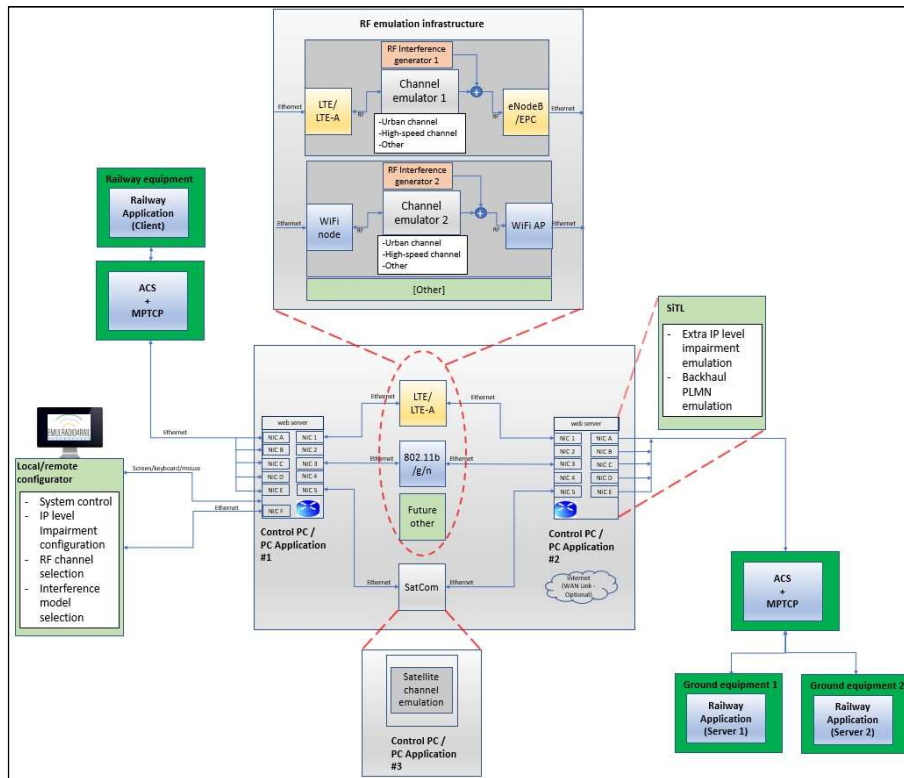 RF emulation infrastructure
RF Interference
generator 1
Channel
emulator 1
Ethernet
LTE/
LTE-A
RF
RF
eNodeB
/EPC
Ethernet
-Urban channel
-High-speed channel
-Other
RF Interference
generator 2
Channel
emulator 2
Ethernet
WiFi
node
RF
RF
WiFi AP
Ethernet
-Urban channel
-High-speed channel
-Other
[Other]
Railway equipment
Railway
Application
(Client)
ACS
+
MPTCP
SiTL
- Extra IP level
impairment
emulation
- Backhaul
PLMN
emulation
LTE/
LTE-A
Ethernet
Ethernet
802.11b
/g/n
Ethernet
Ethernet
Future
other
SatCom
Ethernet
Ethernet
web server
NIC A
NIC 1
NIC B
NIC 2
NIC C
NIC 3
NIC D
NIC 4
NIC E
NIC 5
NIC F
Control PC /
PC Application
#1
web server
NIC 1
NIC A
NIC 2
NIC B
NIC 3
NIC C
NIC 4
NIC D
NIC 5
NIC E
Control PC /
PC Application
#2
Internet
(WAN Link -
Optional)
Ethernet
Screen/keyboard/mouse
Ethernet
EMULRADIO4RAIL
Local/remote
configurator
- System control
- IP level
Impairment
configuration
- RF channel
selection
- Interference
model
selection
Satellite
channel
emulation
Control PC /
PC Application
#3
ACS
+
MPTCP
Ground equipment 1
Railway
Application
(Server 1)
Ground equipment 2
Railway
Application
(Server 2)